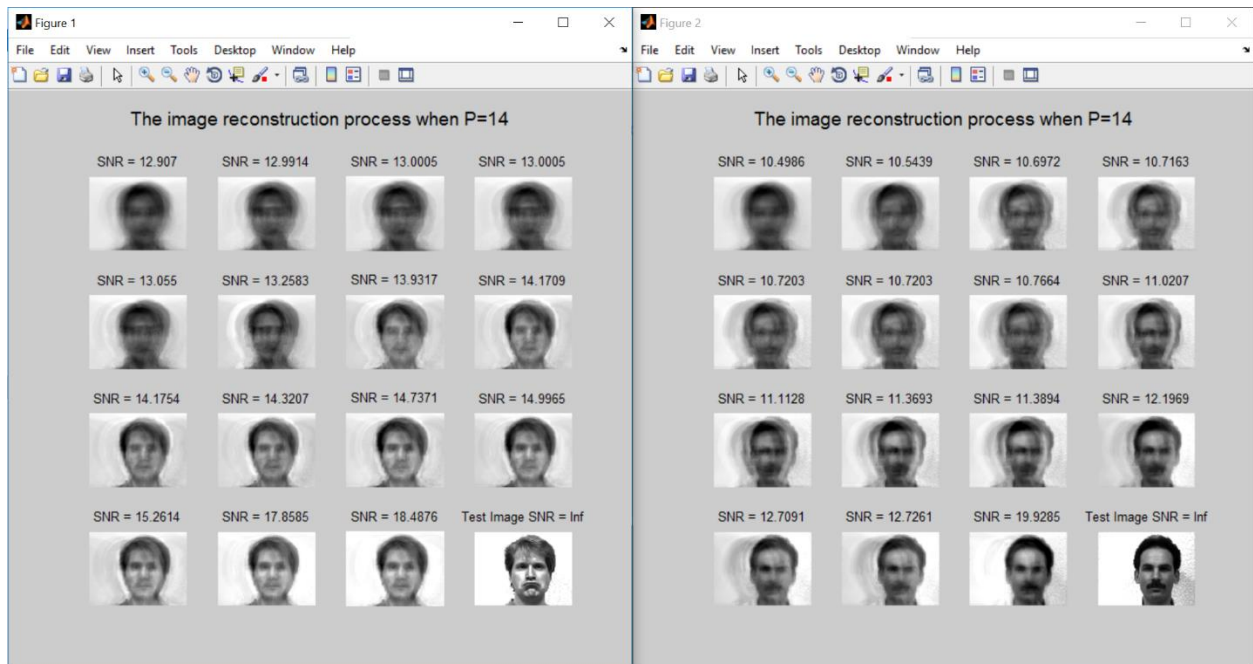 Figure 1
File Edit View Insert Tools Desktop Window Help
The image reconstruction process when P=14
SNR = 12.907 SNR = 12.9914 SNR = 13.0005 SNR = 13.0005
SNR = 13.055 SNR = 13.2583 SNR = 13.9317 SNR = 14.1709
SNR = 14.1754 SNR = 14.3207 SNR = 14.7371 SNR = 14.9965
SNR = 15.2614 SNR = 17.8585 SNR = 18.4876 Test Image SNR = Inf
Figure 2
File Edit View Insert Tools Desktop Window Help
The image reconstruction process when P=14
SNR = 10.4986 SNR = 10.5439 SNR = 10.6972 SNR = 10.7163
SNR = 10.7203 SNR = 10.7203 SNR = 10.7664 SNR = 11.0207
SNR = 11.1128 SNR = 11.3693 SNR = 11.3894 SNR = 12.1969
SNR = 12.7091 SNR = 12.7261 SNR = 19.9285 Test Image SNR = Inf